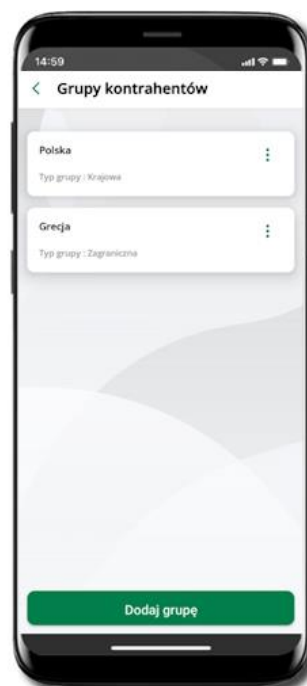 14:59
Grupy kontrahentów
Polska
Typ grupy : Krajowa
Grecja
Typ grupy : Zagraniczna
Dodaj grupę